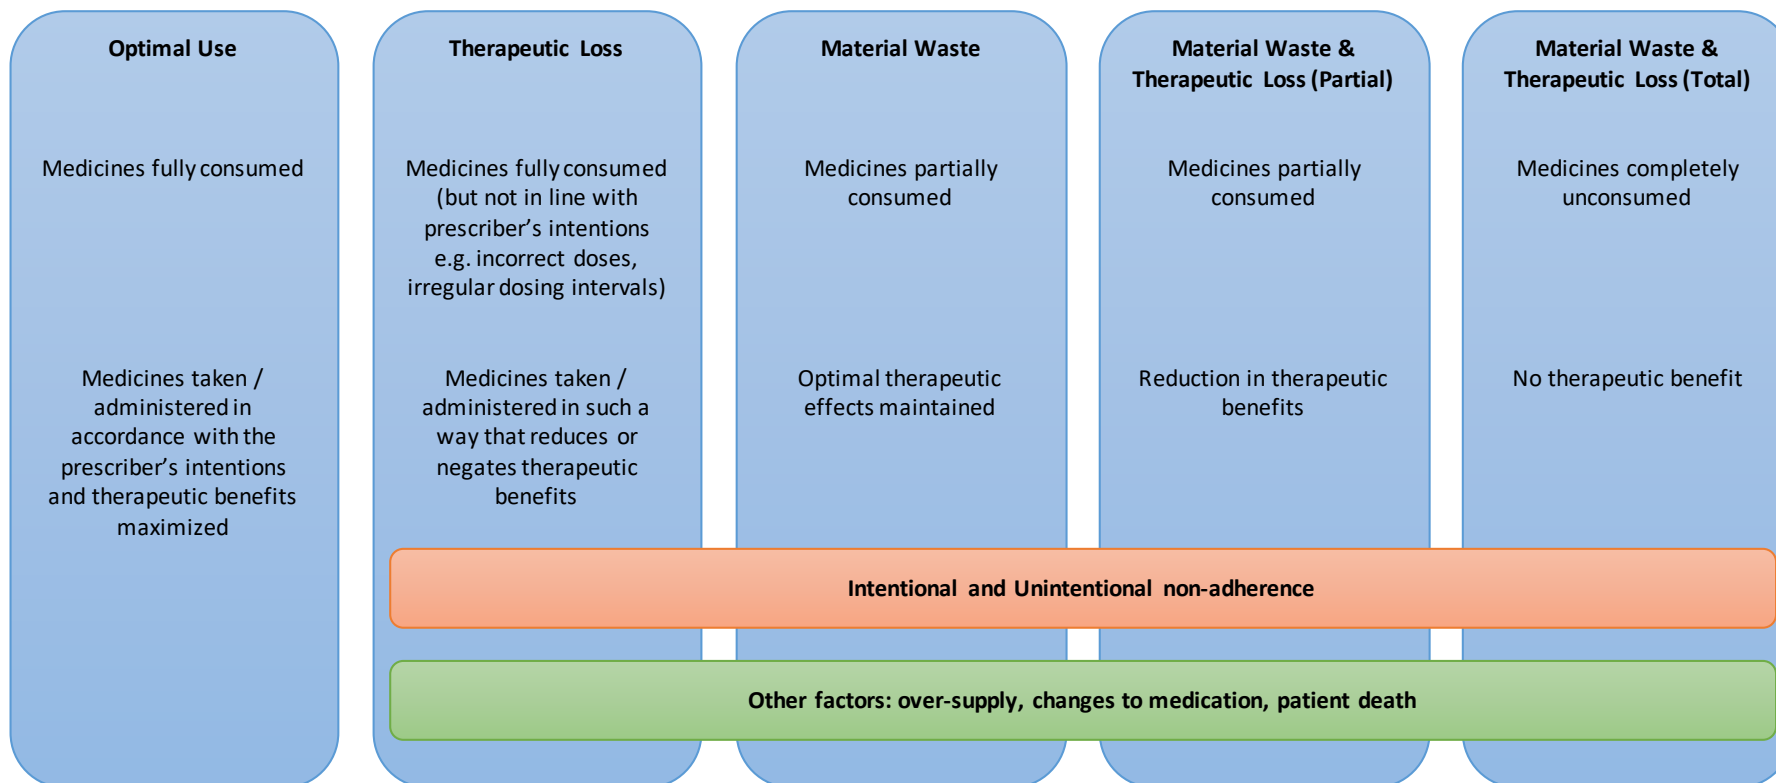 Optimal Use
Medicines fully consumed
Medicines taken /
administered in
accordance with the
prescriber’s intentions
and therapeutic benefits
maximized
Therapeutic Loss
Medicines fully consumed
(but not in line with
prescriber’s intentions
e.g. incorrect doses,
irregular dosing intervals)
Medicines taken /
administered in such a
way that reduces or
negates therapeutic
benefits
Material Waste
Medicines partially
consumed
Optimal therapeutic
effects maintained
Material Waste &
Therapeutic Loss (Partial)
Medicines partially
consumed
Reduction in therapeutic
benefits
Material Waste &
Therapeutic Loss (Total)
Medicines completely
unconsumed
No therapeutic benefit
Intentional and Unintentional non-adherence
Other factors: over-supply, changes to medication, patient death